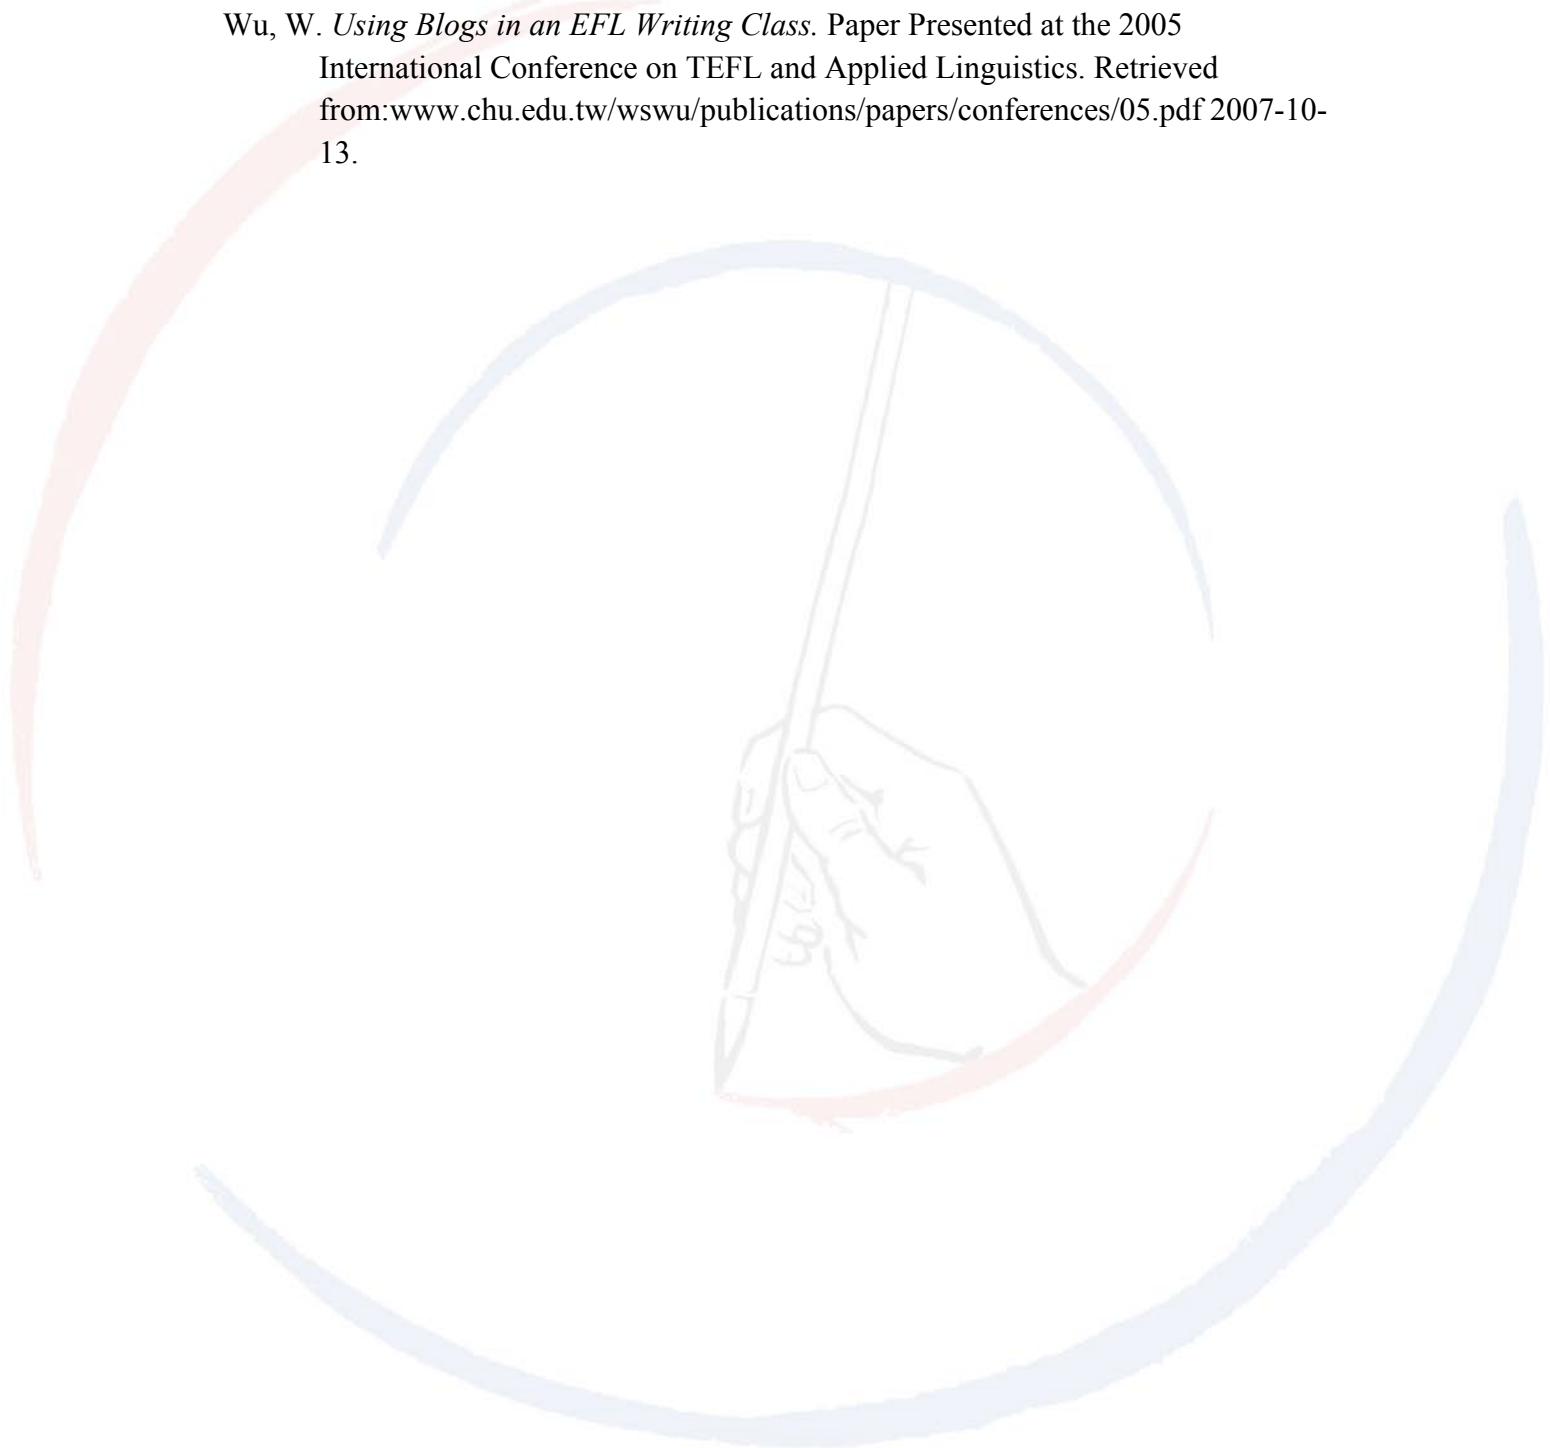 Wu, W. Using Blogs in an EFL Writing Class. Paper Presented at the 2005
International Conference on TEFL and Applied Linguistics. Retrieved
from:www.chu.edu.tw/wswu/publications/papers/conferences/05.pdf 2007-10-
13.